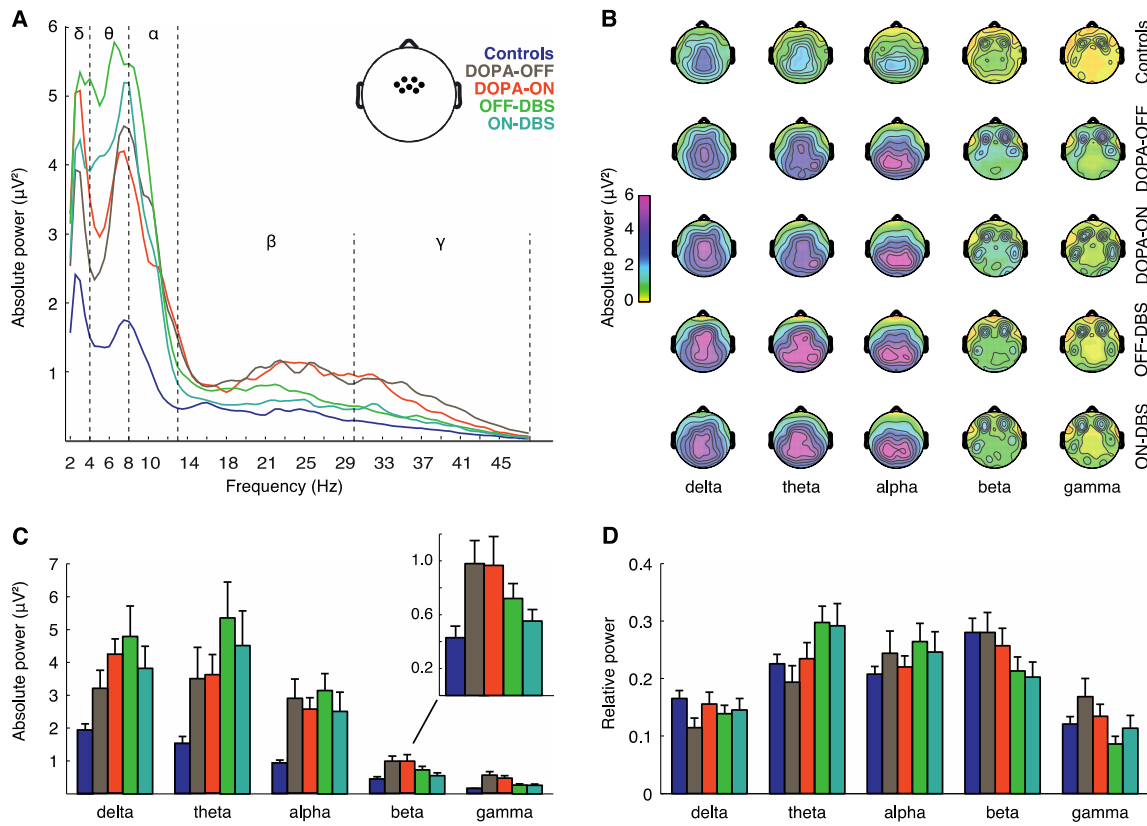 A
Absolute power (µV²)
6
5
4
3
2
1
δ θ α
β
γ
Controls
DOPA-OFF
DOPA-ON
OFF-DBS
ON-DBS
2 4 6 8 10 14 18 21 25 29 33 37 41 45
Frequency (Hz)
B
Absolute power (µV²)
6
4
2
0
Controls
DOPA-OFF
DOPA-ON
OFF-DBS
ON-DBS
delta theta alpha beta gamma
C
Absolute power (µV²)
7
6
5
4
3
2
1
1.0
0.6
0.2
delta theta alpha beta gamma
D
Relative power
0.4
0.3
0.2
0.1
0
delta theta alpha beta gamma